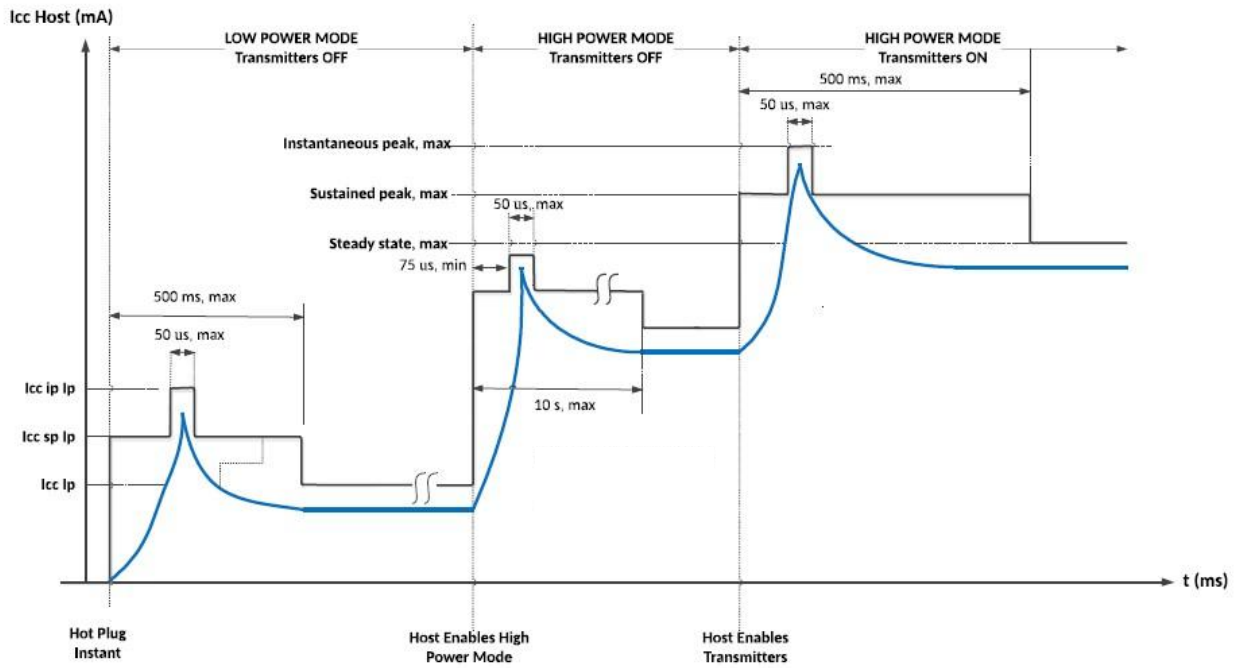 Icc Host (mA)
LOW POWER MODE
Transmitters OFF
HIGH POWER MODE
Transmitters OFF
HIGH POWER MODE
Transmitters ON
500 ms, max
50 us, max
Instantaneous peak, max
Sustained peak, max
50 us, max
Steady state, max
75 us, min
500 ms, max
50 us, max
Icc ip lp
10 s, max
Icc sp lp
Icc lp
t (ms)
Hot Plug
Instant
Host Enables High
Power Mode
Host Enables
Transmitters